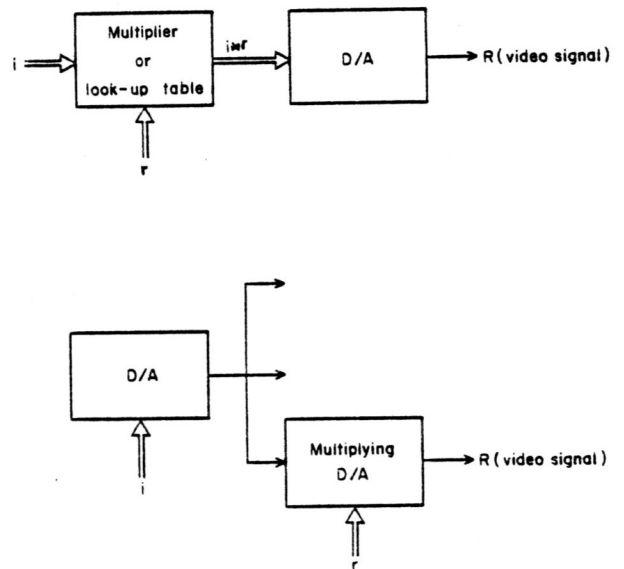 Multiplier
or
look-up table
i
i*r
D/A
R (video signal)
r
D/A
i
Multiplying
D/A
R (video signal)
r